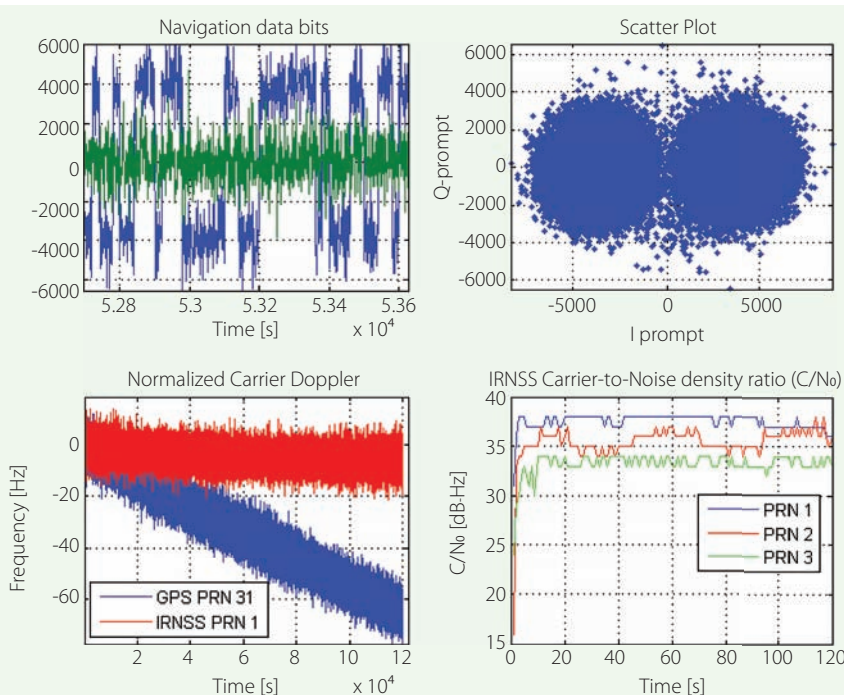 Navigation data bits
6000
4000
2000
0
-2000
-4000
-6000
5.28 5.3 5.32 5.34 5.36
Time [s]
x 10⁴
Scatter Plot
Q-prompt
6000
4000
2000
0
-2000
-4000
-6000
-5000 0 5000
I prompt
Normalized Carrier Doppler
Frequency [Hz]
0
-20
-40
-60
GPS PRN 31
IRNSS PRN 1
2 4 6 8 10 12
Time [s]
x 10⁴
IRNSS Carrier-to-Noise density ratio (C/N₀)
C/N₀ [dB-Hz]
40
35
30
25
20
15
PRN 1
PRN 2
PRN 3
0 20 40 60 80 100 120
Time [s]